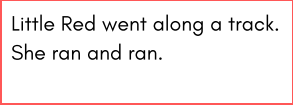 Little Red went along a track.
She ran and ran.